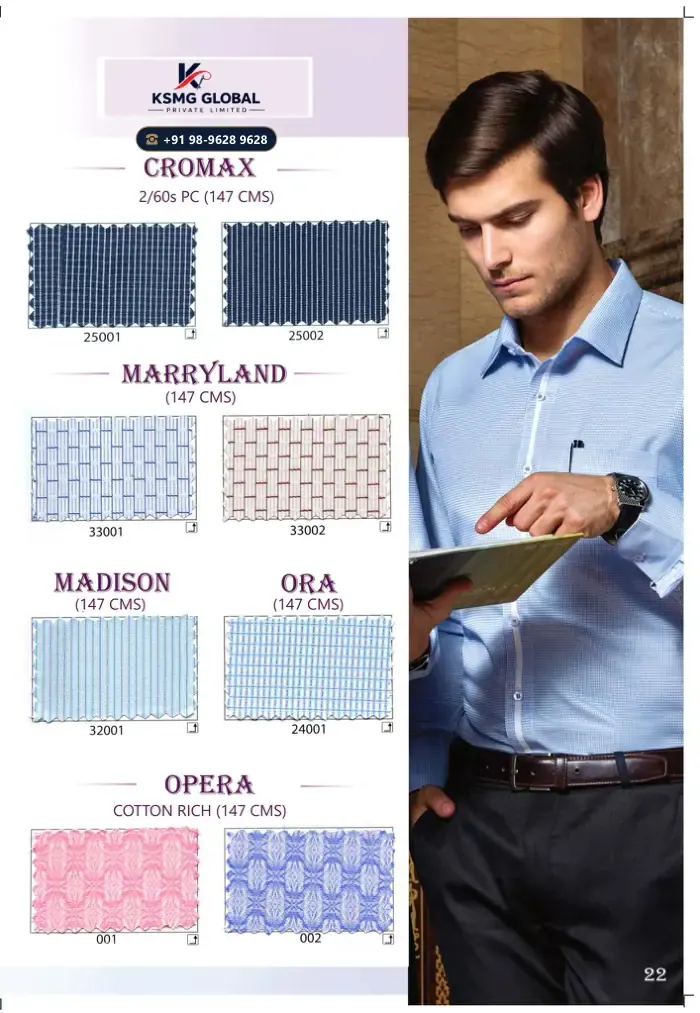 KSMG GLOBAL
PRIVATE LIMITED
+91 98-9628 9628
CROMAX
2/60s PC (147 CMS)
25001
25002
MARRYLAND
(147 CMS)
33001
33002
MADISON
(147 CMS)
ORA
(147 CMS)
32001
24001
OPERA
COTTON RICH (147 CMS)
001
002
22